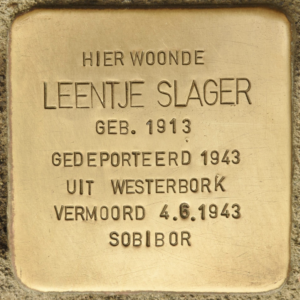 HIER WOONDE
LEENTJE SLAGER
GEB. 1913
GEDEPORTEERD 1943
UIT WESTERBORK
VERMOORD 4.6.1943
SOBIBOR